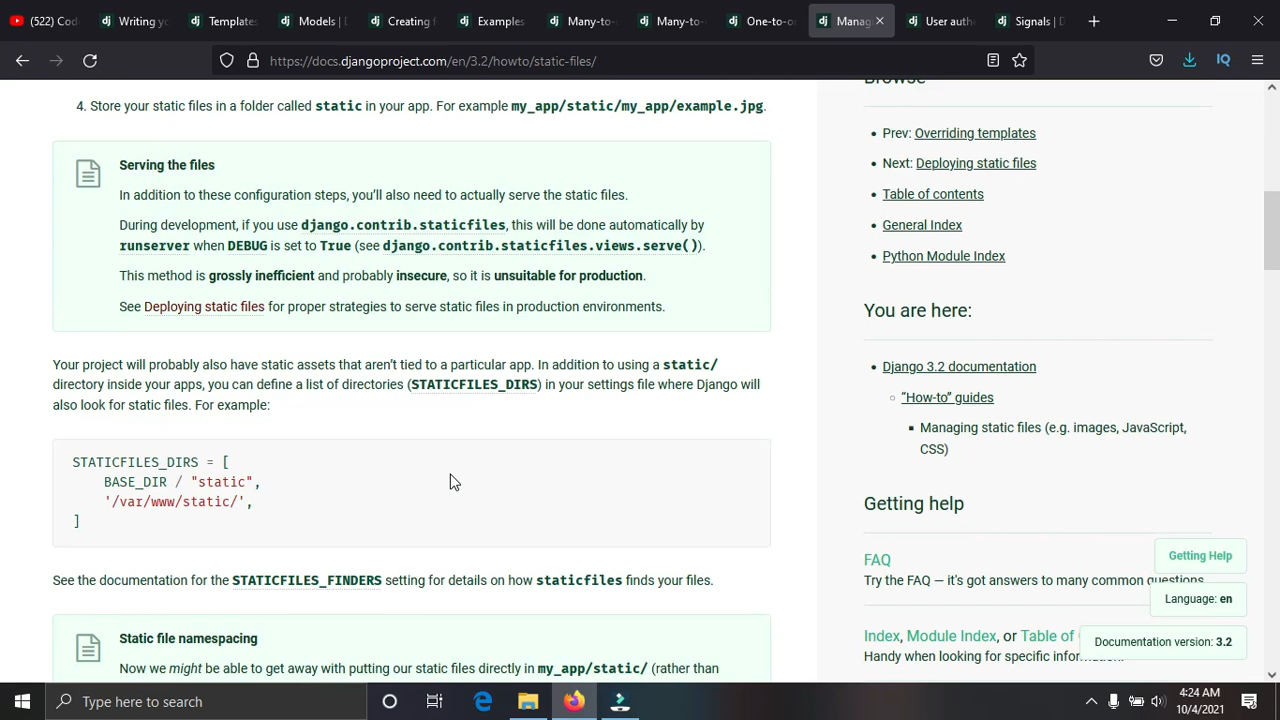 (522) Cod
Writing yo
Templates
Models | D
Creating f
Examples
Many-to-
Many-to-
One-to-o
Manag
User auth
Signals | D
https://docs.djangoproject.com/en/3.2/howto/static-files/
4. Store your static files in a folder called static in your app. For example my_app/static/my_app/example.jpg.
Serving the files
In addition to these configuration steps, you'll also need to actually serve the static files.
During development, if you use django.contrib.staticfiles, this will be done automatically by
runserver when DEBUG is set to True (see django.contrib.staticfiles.views.serve()).
This method is grossly inefficient and probably insecure, so it is unsuitable for production.
See Deploying static files for proper strategies to serve static files in production environments.
Your project will probably also have static assets that aren't tied to a particular app. In addition to using a static/
directory inside your apps, you can define a list of directories (STATICFILES_DIRS) in your settings file where Django will
also look for static files. For example:
STATICFILES_DIRS = [
    BASE_DIR / "static",
    '/var/www/static/',
]
See the documentation for the STATICFILES_FINDERS setting for details on how staticfiles finds your files.
Static file namespacing
Now we might be able to get away with putting our static files directly in my_app/static/ (rather than
Browse
Prev: Overriding templates
Next: Deploying static files
Table of contents
General Index
Python Module Index
You are here:
Django 3.2 documentation
"How-to" guides
Managing static files (e.g. images, JavaScript,
CSS)
Getting help
FAQ
Try the FAQ — it's got answers to many common questions.
Index, Module Index, or Table of
Handy when looking for specific information.
Getting Help
Language: en
Documentation version: 3.2
IQ
Type here to search
4:24 AM
10/4/2021